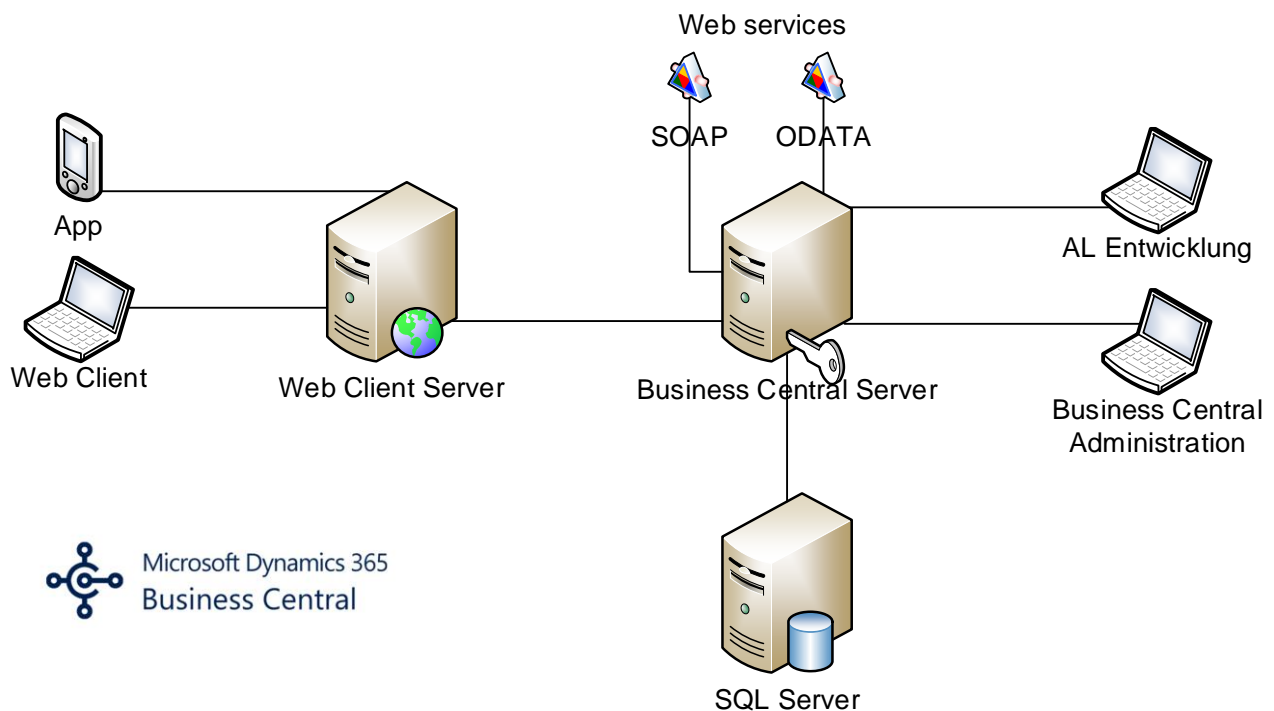 Web services
SOAP
ODATA
App
AL Entwicklung
Web Client
Web Client Server
Business Central Server
Business Central
Administration
Microsoft Dynamics 365
Business Central
SQL Server